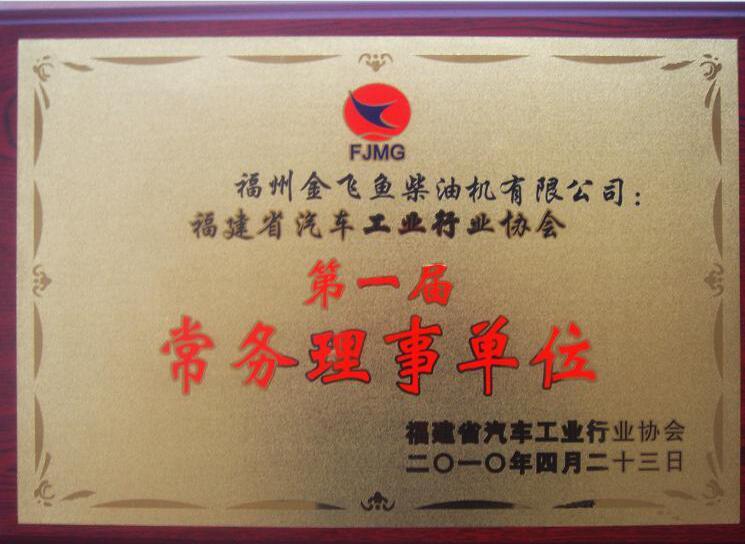 FJMG
福州金飞鱼柴油机有限公司：
福建省汽车工业行业协会
第一届
常务理事单位
福建省汽车工业行业协会
二〇一〇年四月二十三日